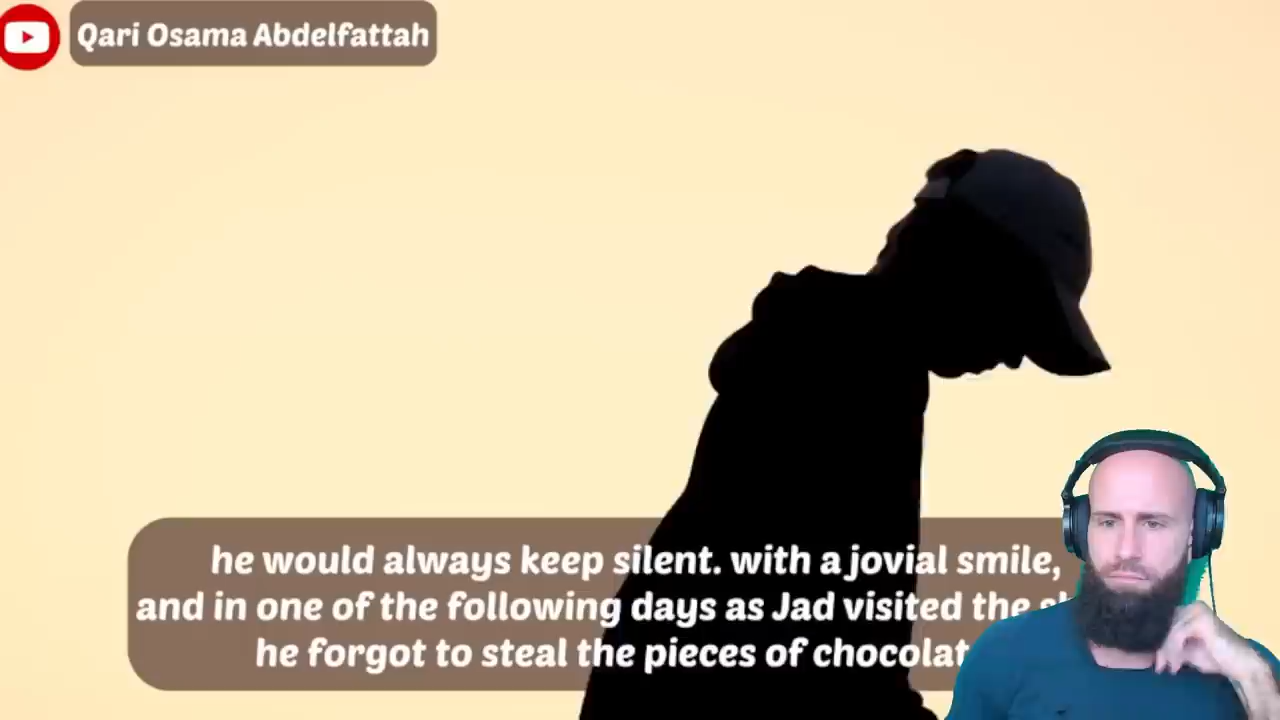 Qari Osama Abdelfattah
he would always keep silent. with a jovial smile,
and in one of the following days as Jad visited the
he forgot to steal the pieces of